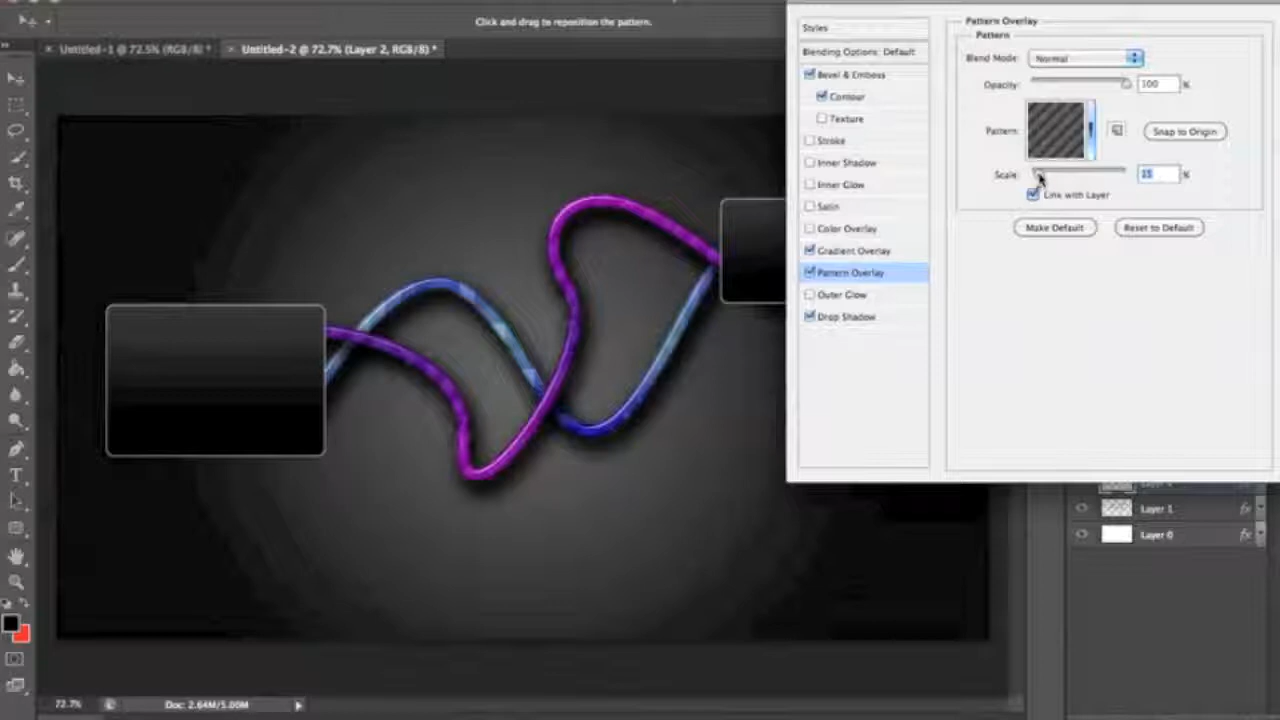 Click and drag to reposition the pattern.
Untitled-1 @ 72.5% (RGB/8) *
Untitled-2 @ 72.7% (Layer 2, RGB/8) *
Styles
Blending Options: Default
Bevel & Emboss
Contour
Texture
Stroke
Inner Shadow
Inner Glow
Satin
Color Overlay
Gradient Overlay
Pattern Overlay
Outer Glow
Drop Shadow
Pattern Overlay
Pattern
Blend Mode: Normal
Opacity: 100 %
Pattern: Snap to Origin
Scale: %
Link with Layer
Make Default Reset to Default
Layer 1 fx
Layer 0 fx
72.7% Doc: 2.64M/5.00M